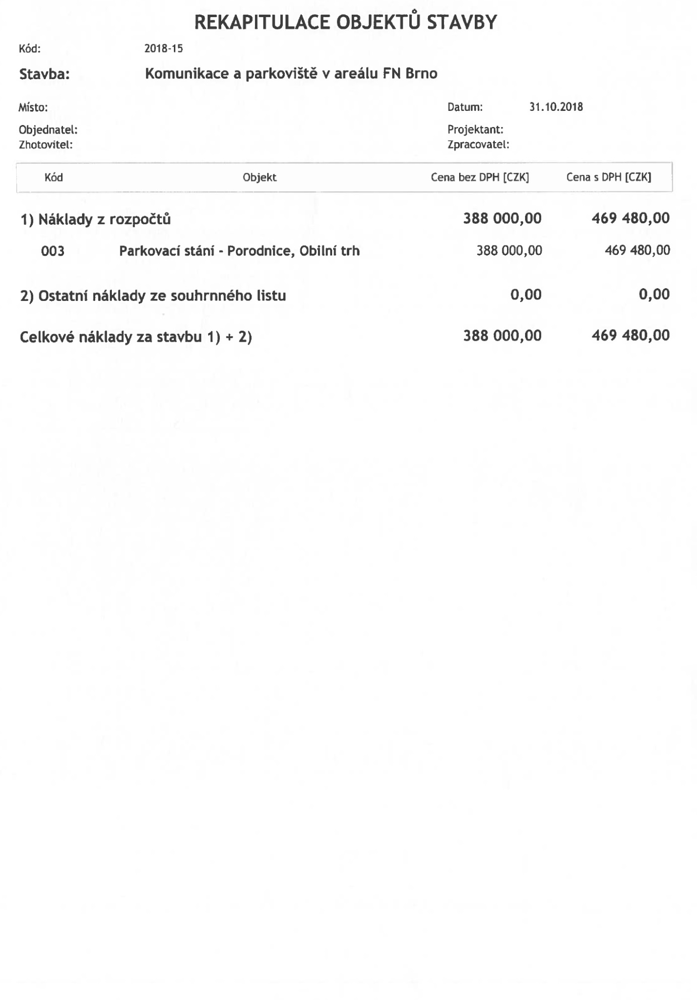 REKAPITULACE OBJEKTŮ STAVBY
Kód: 2018-15
Stavba: Komunikace a parkoviště v areálu FN Brno
Místo: Datum: 31.10.2018
Objednatel: Projektant:
Zhotovitel: Zpracovatel:
Kód Objekt Cena bez DPH [CZK] Cena s DPH [CZK]
1) Náklady z rozpočtů 388 000,00 469 480,00
003 Parkovací stání - Porodnice, Obilní trh 388 000,00 469 480,00
2) Ostatní náklady ze souhrnného listu 0,00 0,00
Celkové náklady za stavbu 1) + 2) 388 000,00 469 480,00